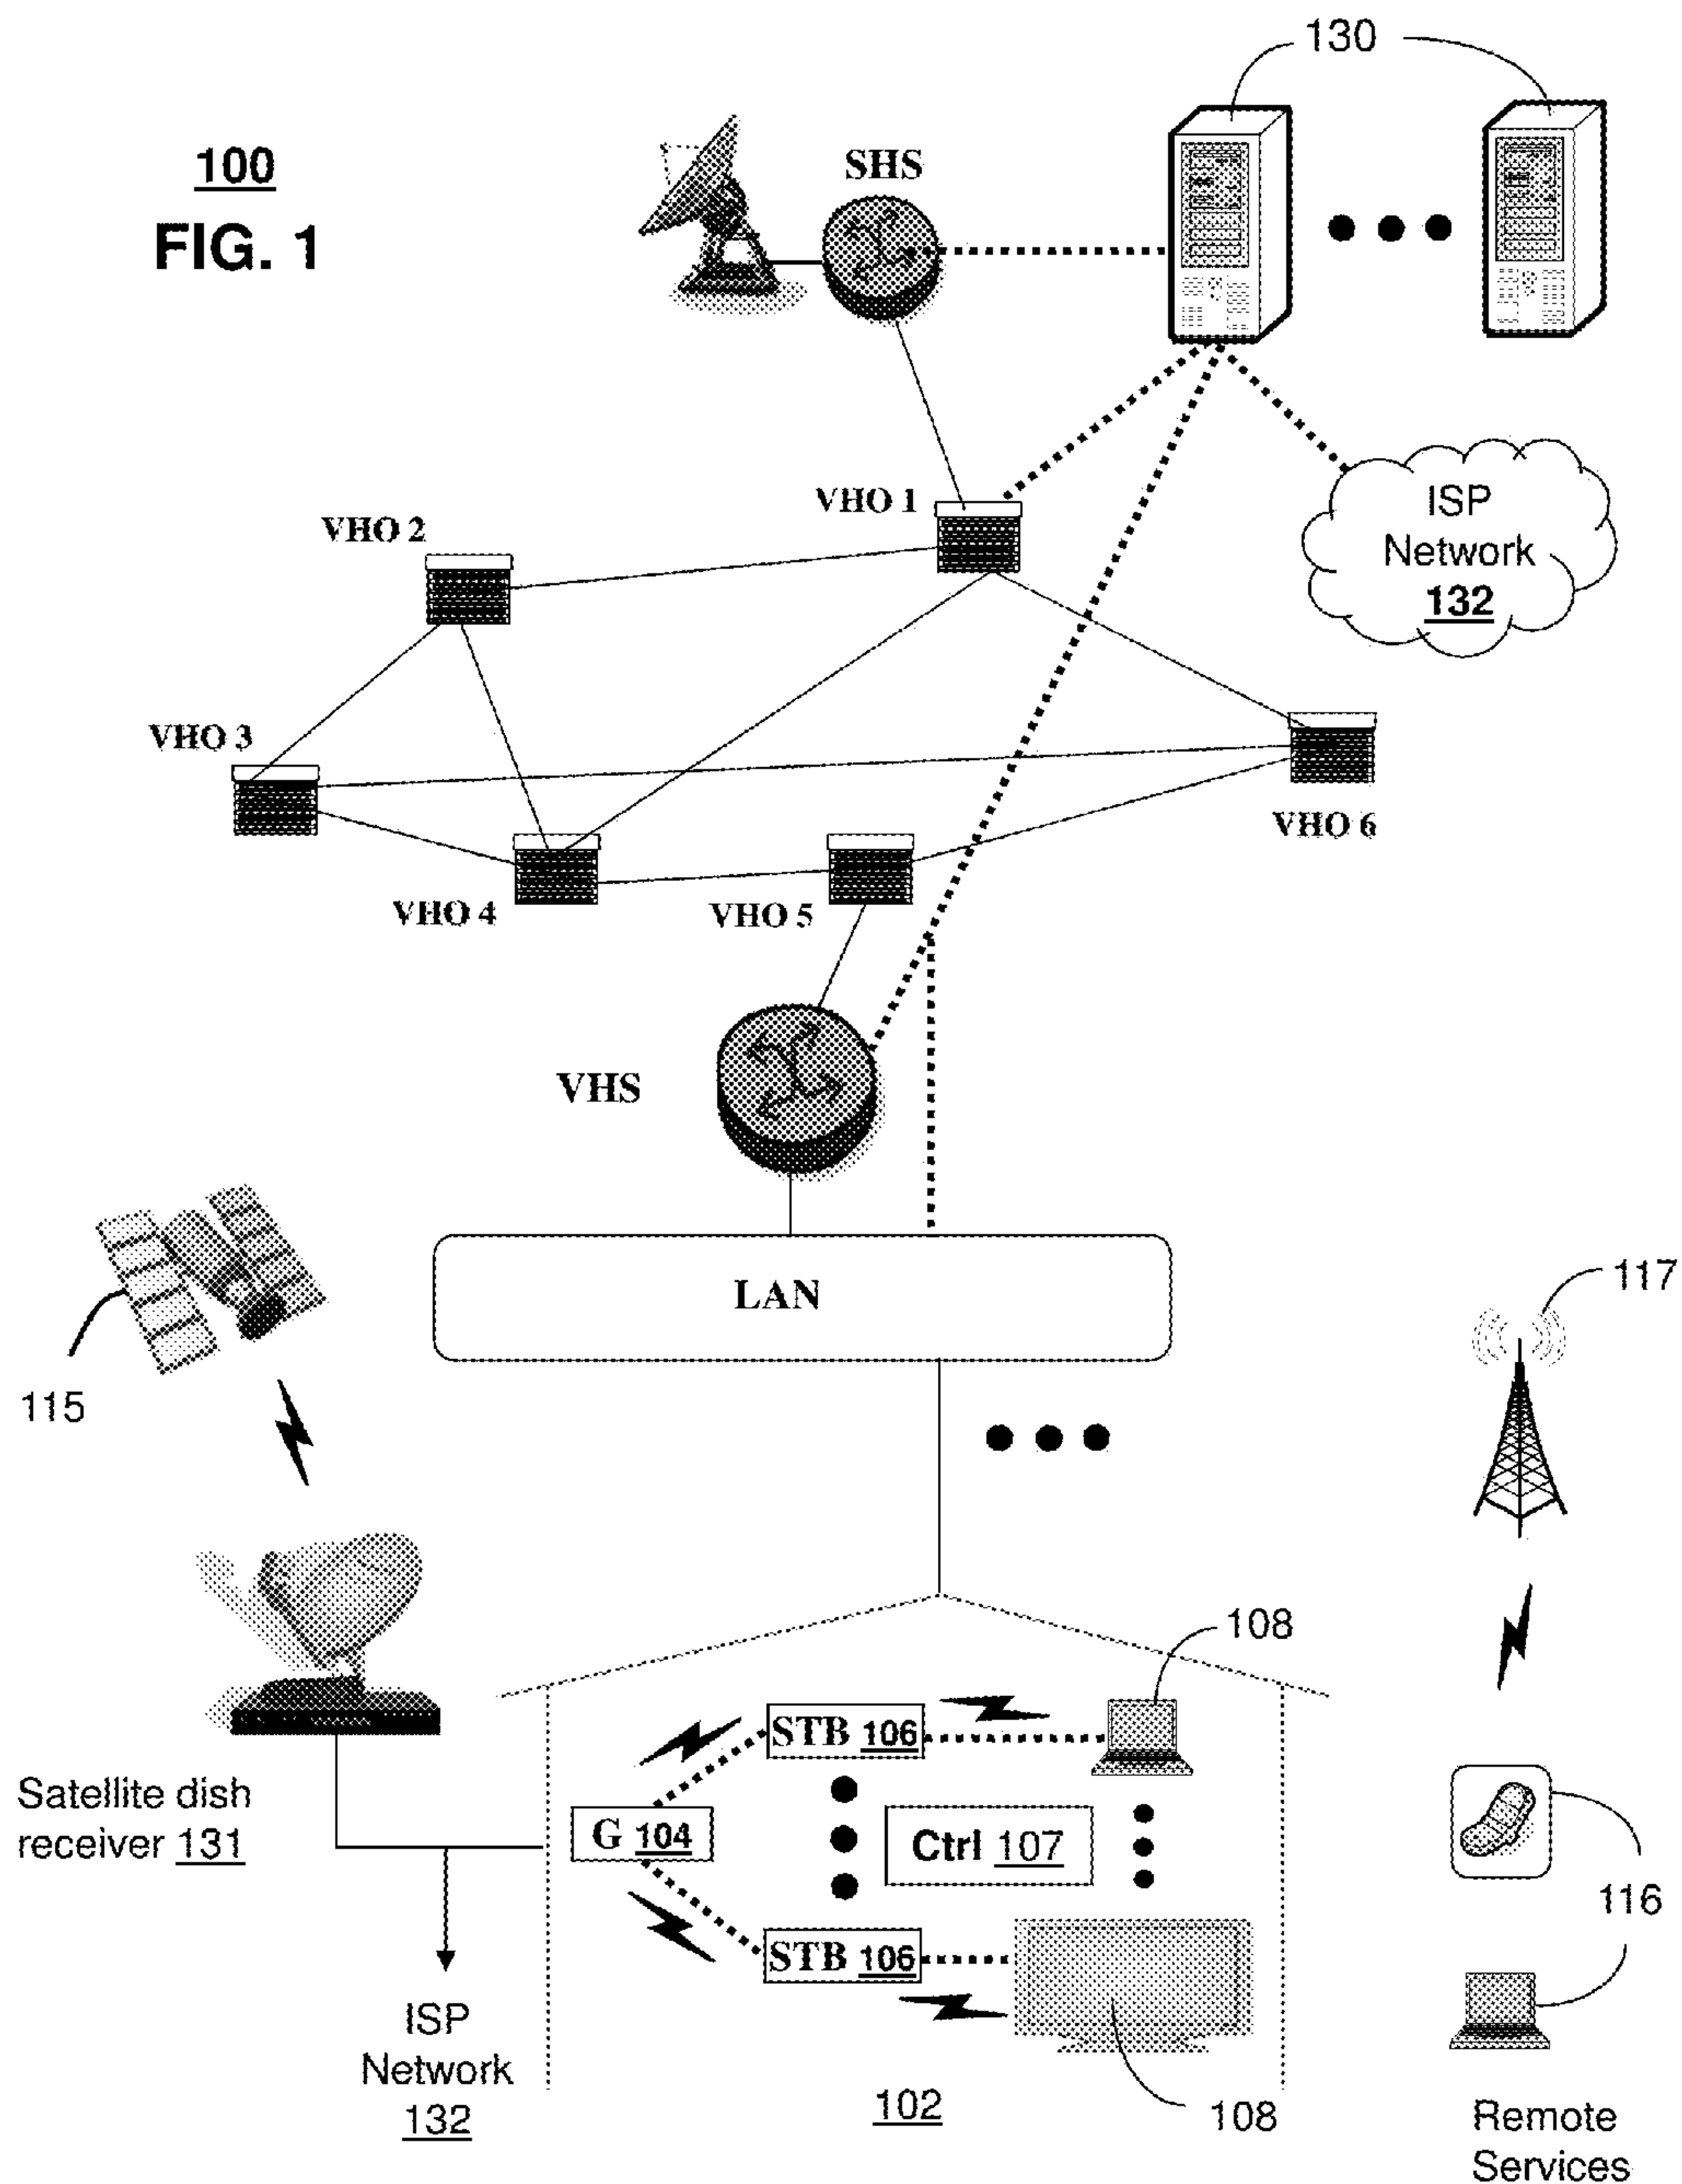 130
100
FIG. 1
SHS
ISP
Network
132
VHO 1
VHO 2
VHO 3
VHO 6
VHO 4
VHO 5
VHS
LAN
117
115
108
STB 106
Satellite dish
receiver 131
G 104
Ctrl 107
116
STB 106
ISP
Network
132
102
108
Remote
Services